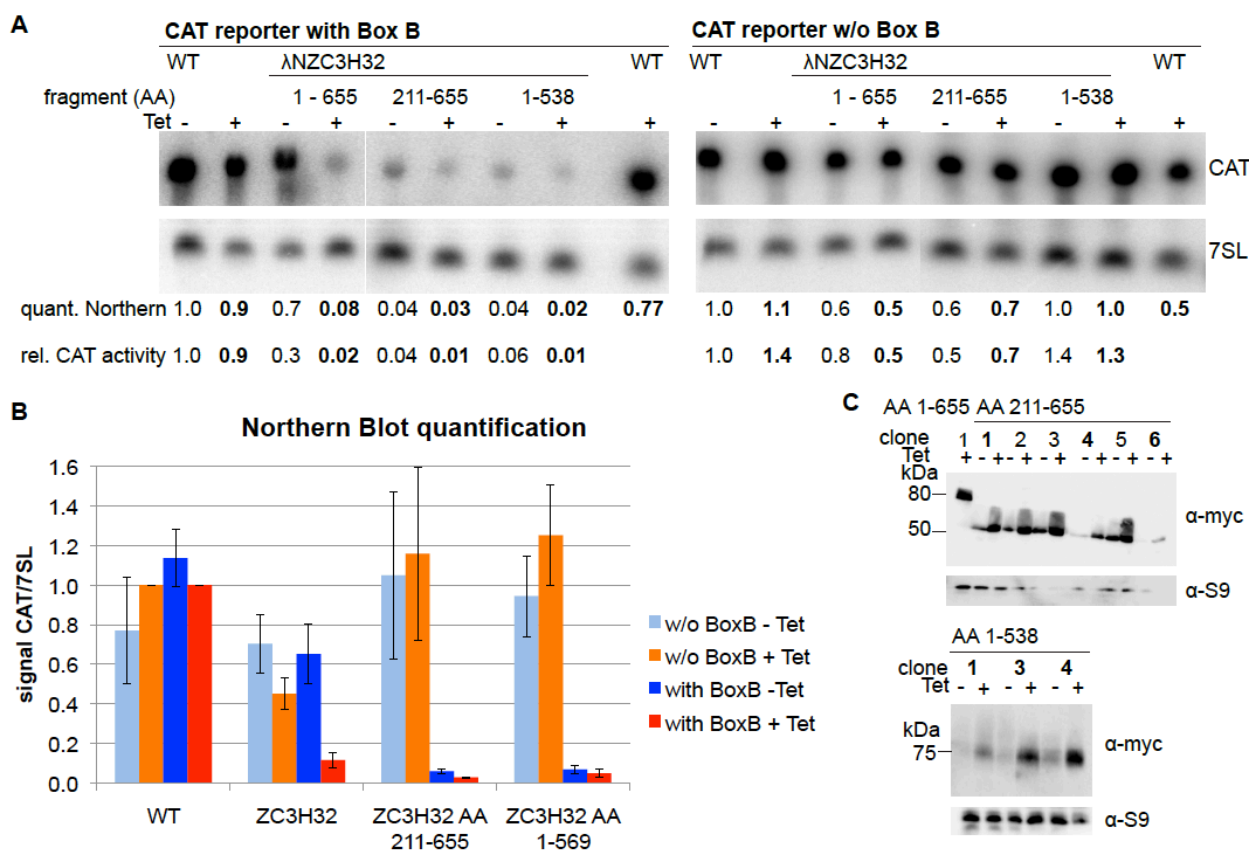 A
CAT reporter with Box B
CAT reporter w/o Box B
WT λNZC3H32 WT
WT λNZC3H32 WT
fragment (AA) 1 - 655 211-655 1-538
1 - 655 211-655 1-538
Tet - + - + - + - + +
- + - + - + - + +
CAT
7SL
quant. Northern 1.0 0.9 0.7 0.08 0.04 0.03 0.04 0.02 0.77
1.0 1.1 0.6 0.5 0.6 0.7 1.0 1.0 0.5
rel. CAT activity 1.0 0.9 0.3 0.02 0.04 0.01 0.06 0.01
1.0 1.4 0.8 0.5 0.5 0.7 1.4 1.3
B
Northern Blot quantification
signal CAT/7SL
1.6
1.4
1.2
1.0
0.8
0.6
0.4
0.2
0.0
WT
ZC3H32
ZC3H32 AA
211-655
ZC3H32 AA
1-569
w/o BoxB - Tet
w/o BoxB + Tet
with BoxB -Tet
with BoxB + Tet
C
AA 1-655 AA 211-655
clone 1 1 2 3 4 5 6
Tet + - + - + - + - + - + - +
kDa
80
50
α-myc
α-S9
AA 1-538
clone 1 3 4
Tet - + - + - +
kDa
75
α-myc
α-S9